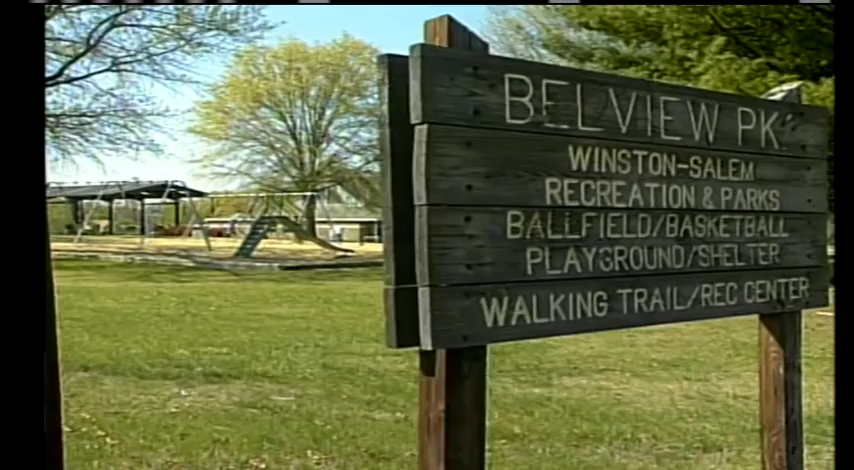 BELVIEW PK.
WINSTON-SALEM
RECREATION & PARKS
BALLFIELD/BASKETBALL
PLAYGROUND/SHELTER
WALKING TRAIL/REC CENTER